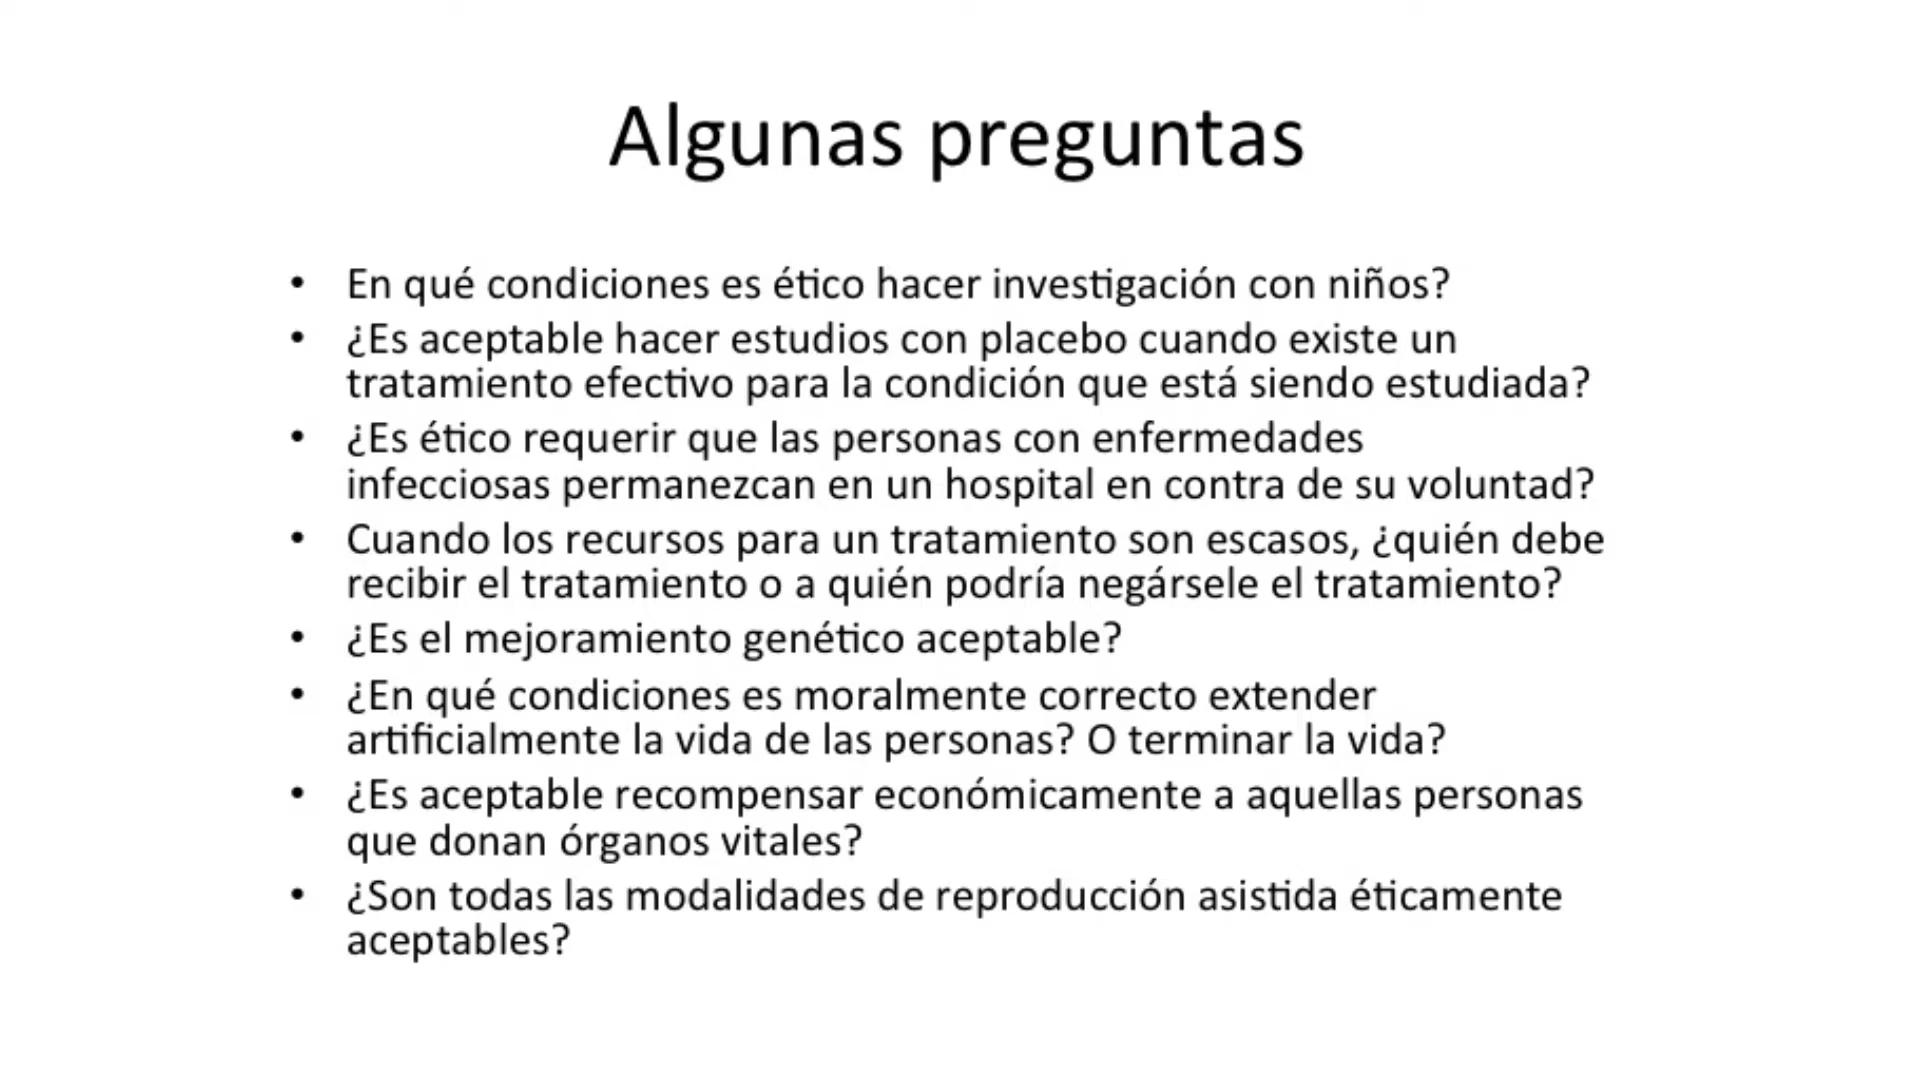 Algunas preguntas
• En qué condiciones es ético hacer investigación con niños?
• ¿Es aceptable hacer estudios con placebo cuando existe un
tratamiento efectivo para la condición que está siendo estudiada?
• ¿Es ético requerir que las personas con enfermedades
infecciosas permanezcan en un hospital en contra de su voluntad?
• Cuando los recursos para un tratamiento son escasos, ¿quién debe
recibir el tratamiento o a quién podría negársele el tratamiento?
• ¿Es el mejoramiento genético aceptable?
• ¿En qué condiciones es moralmente correcto extender
artificialmente la vida de las personas? O terminar la vida?
• ¿Es aceptable recompensar económicamente a aquellas personas
que donan órganos vitales?
• ¿Son todas las modalidades de reproducción asistida éticamente
aceptables?